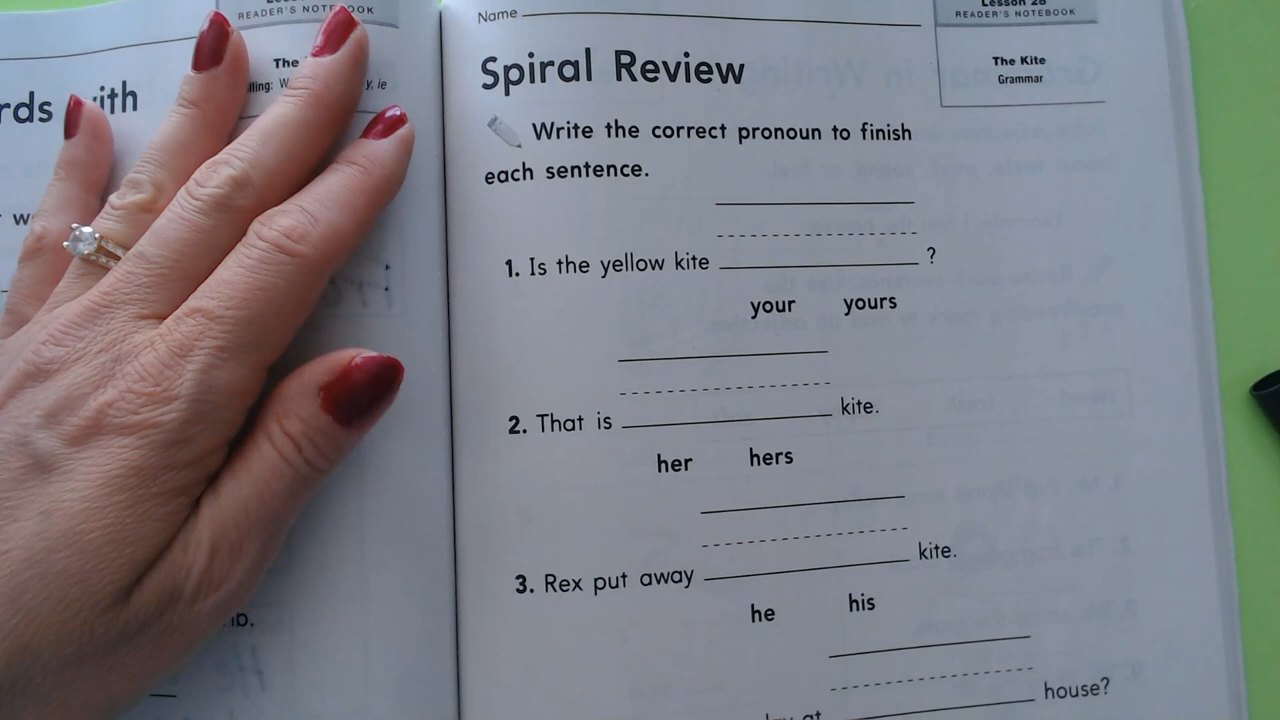 READER'S NOTEBOOK
The
y, ie
with
Name
Lesson 28
READER'S NOTEBOOK
The Kite
Grammar
Spiral Review
Write the correct pronoun to finish
each sentence.
1. Is the yellow kite ?
your yours
2. That is kite.
her hers
3. Rex put away kite.
he his
at house?